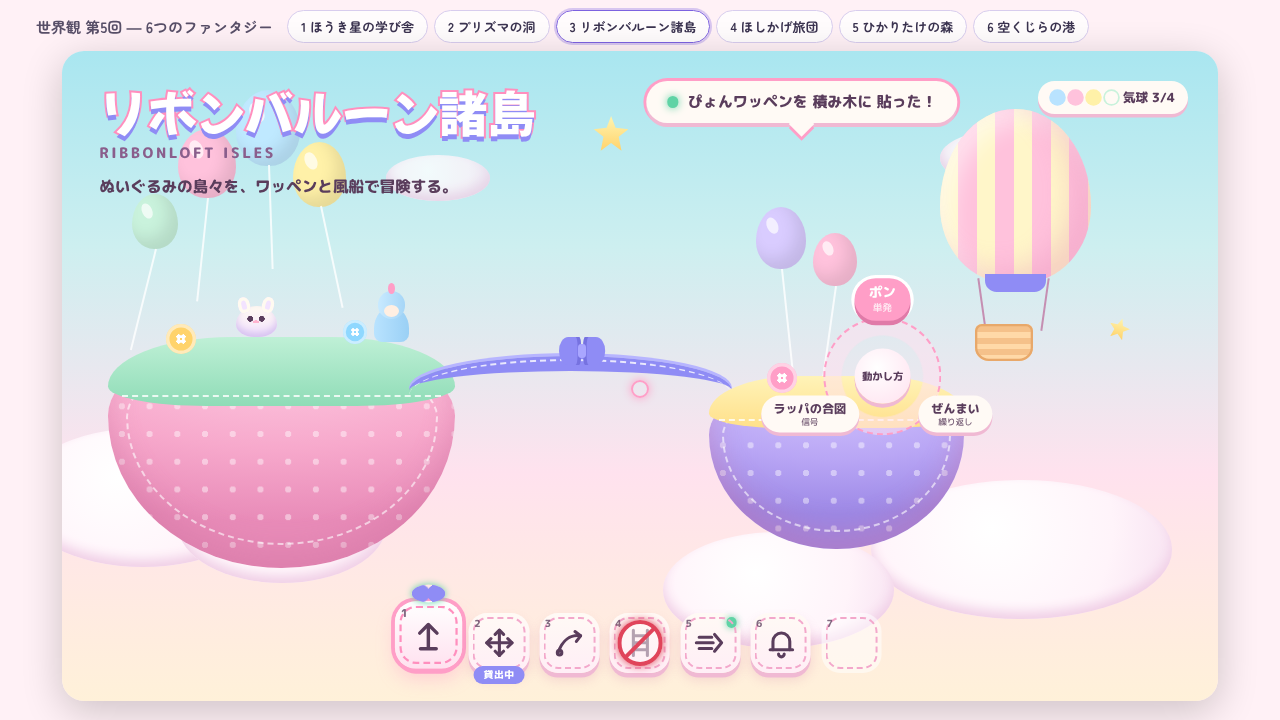 世界観 第5回 — 6つのファンタジー
1 ほうき星の学び舎
2 プリズマの洞
3 リボンバルーン諸島
4 ほしかげ旅団
5 ひかりたけの森
6 空くじらの港
リボンバルーン諸島
RIBBONLOFT ISLES
ぬいぐるみの島々を、ワッペンと風船で冒険する。
ぴょんワッペンを 積み木に 貼った！
気球 3/4
ポン
単発
動かし方
ラッパの合図
信号
ぜんまい
繰り返し
1
2
貸出中
3
4
5
6
7